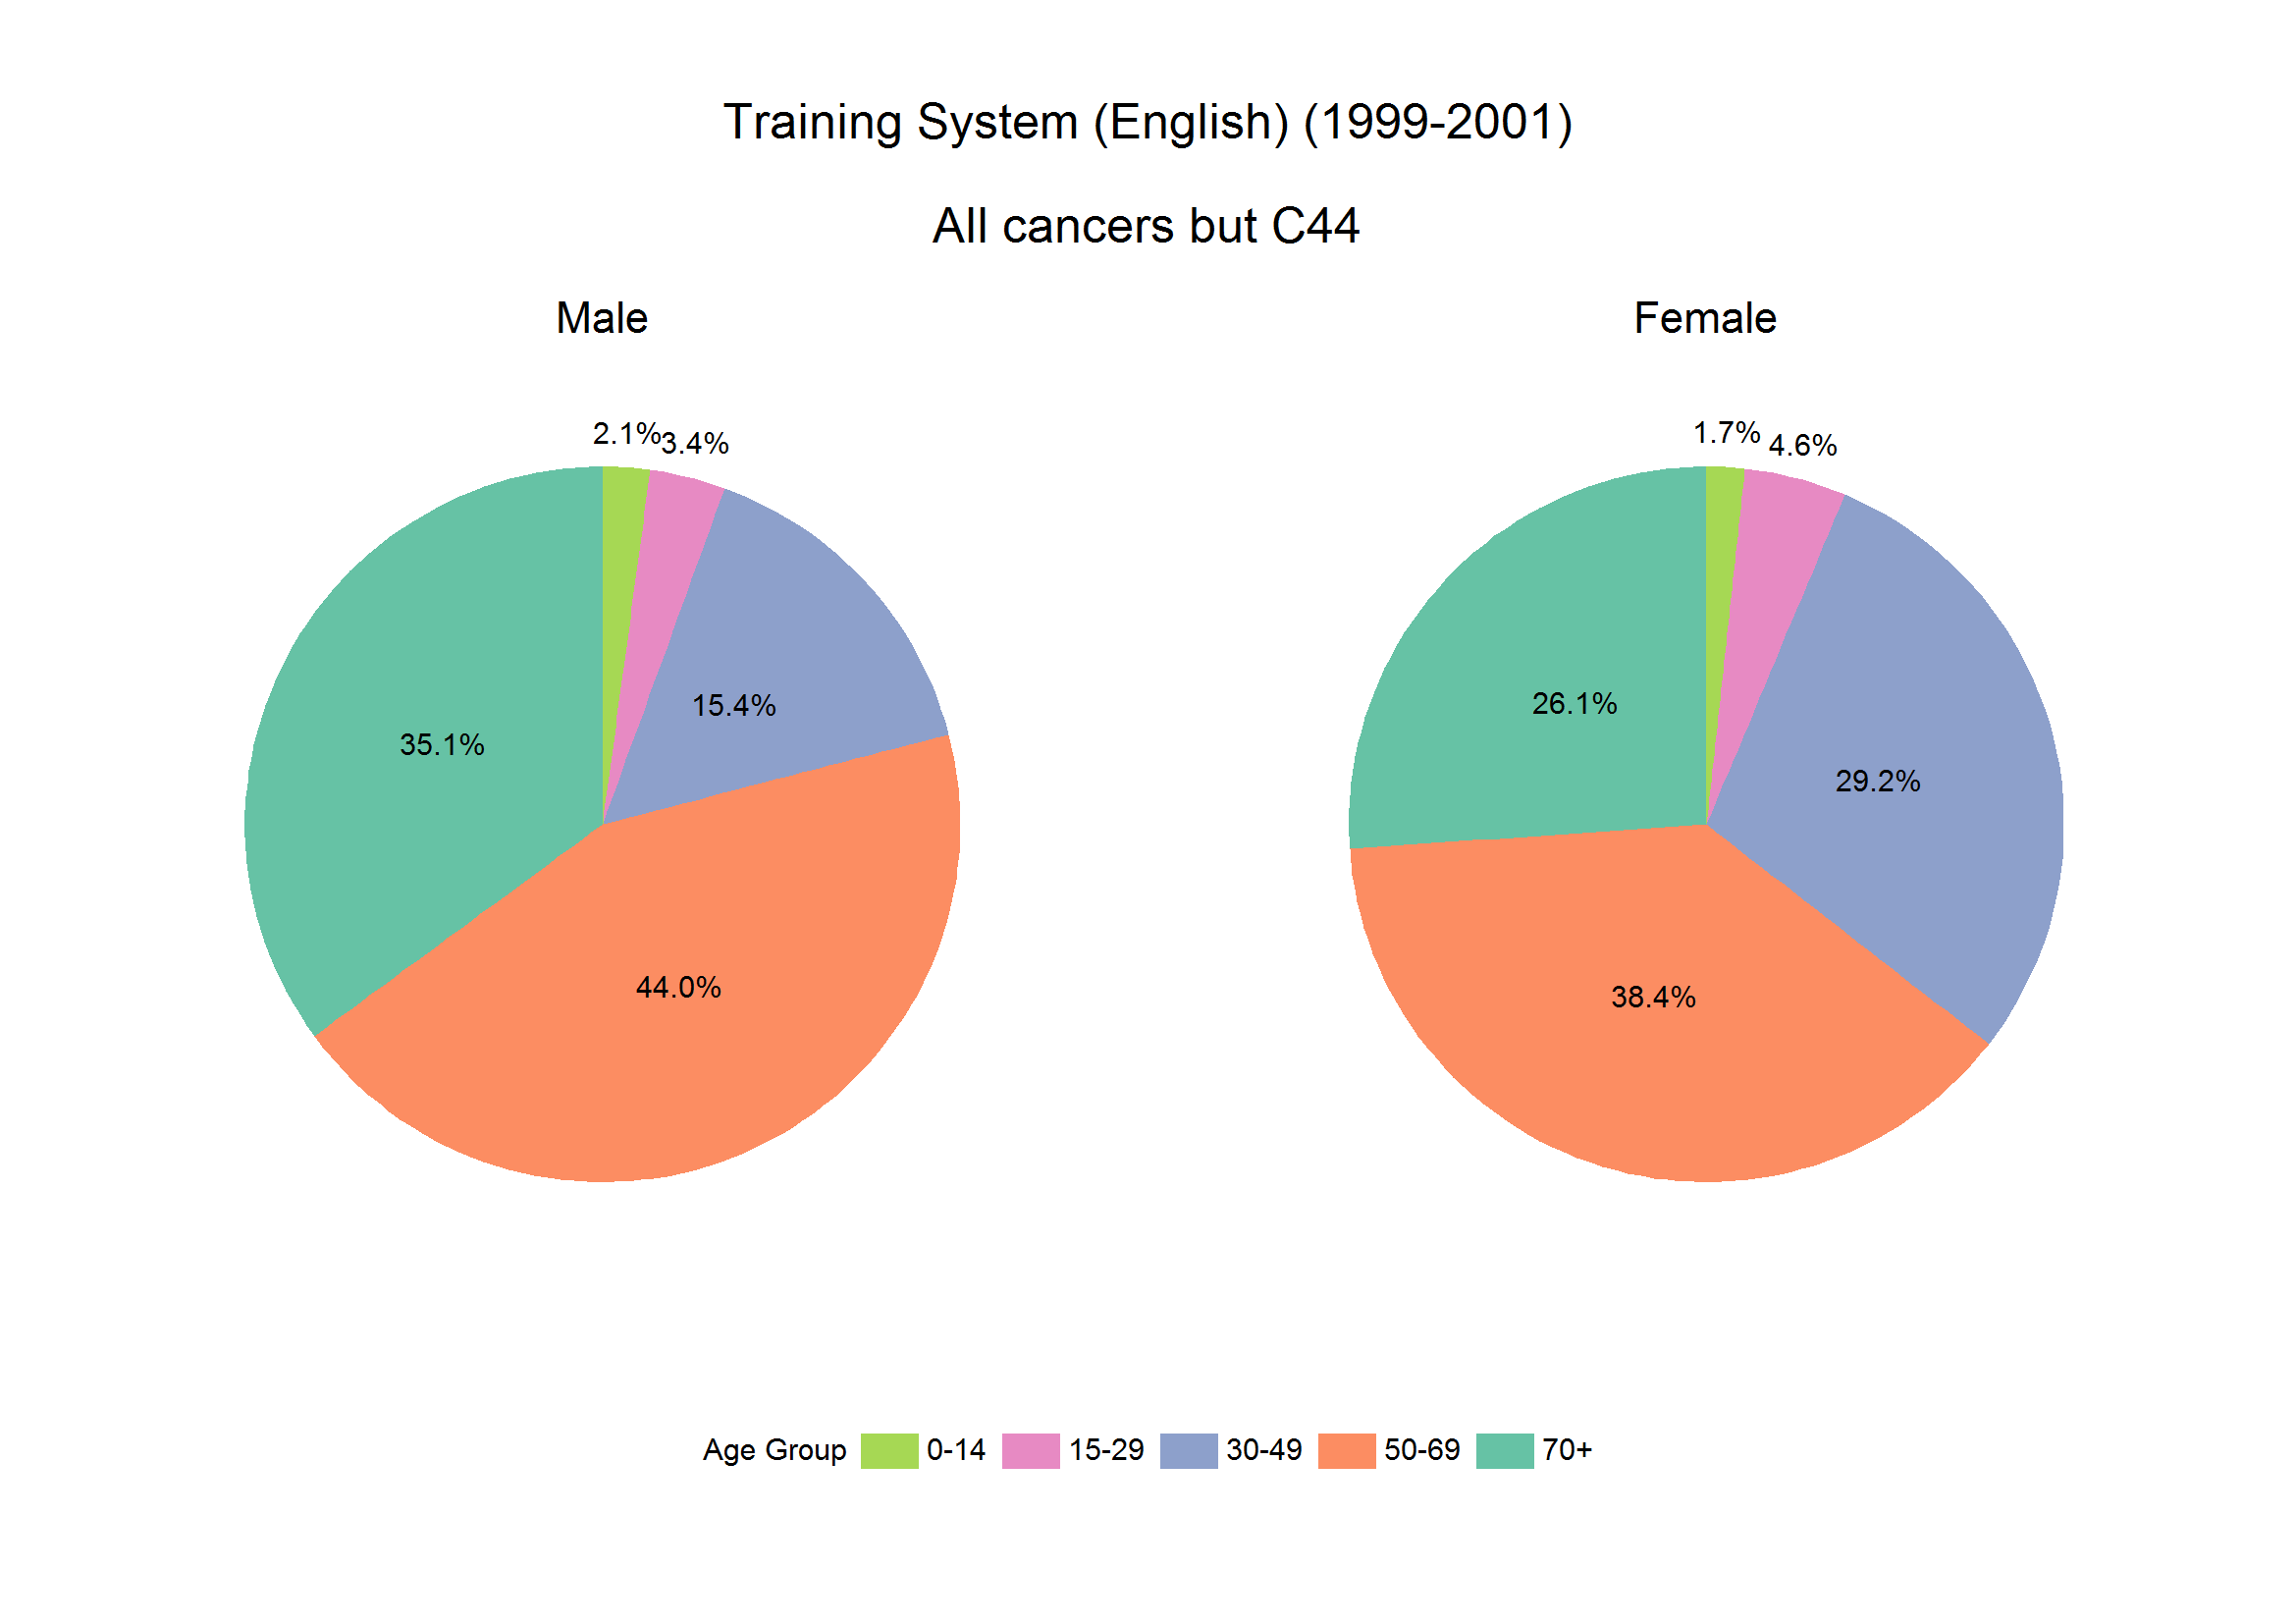 Training System (English) (1999-2001)
All cancers but C44
Male
2.1%
3.4%
15.4%
35.1%
44.0%
Female
1.7%
4.6%
26.1%
29.2%
38.4%
Age Group 0-14 15-29 30-49 50-69 70+